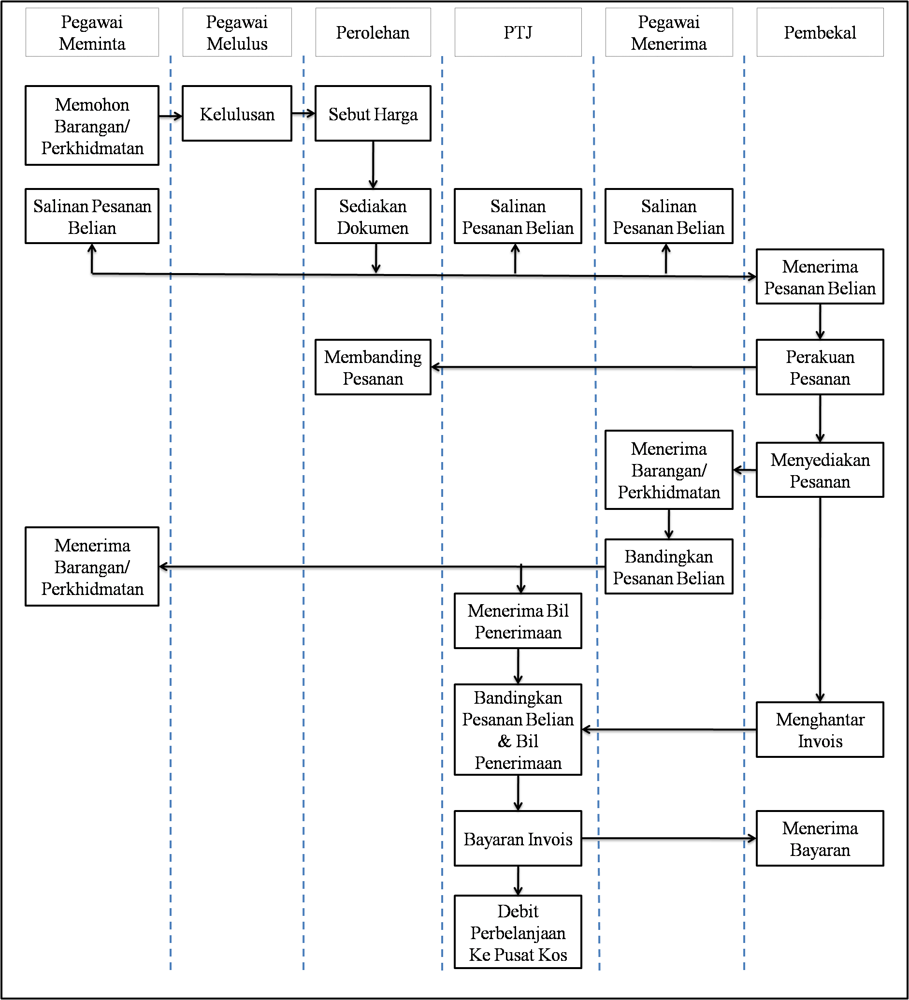 Pegawai
Meminta
Pegawai
Melulus
Perolehan
PTJ
Pegawai
Menerima
Pembekal
Memohon
Barangan/
Perkhidmatan
Kelulusan
Sebut Harga
Salinan Pesanan
Belian
Sediakan
Dokumen
Salinan
Pesanan Belian
Salinan
Pesanan Belian
Menerima
Pesanan Belian
Membanding
Pesanan
Perakuan
Pesanan
Menerima
Barangan/
Perkhidmatan
Menyediakan
Pesanan
Menerima
Barangan/
Perkhidmatan
Bandingkan
Pesanan Belian
Menerima Bil
Penerimaan
Bandingkan
Pesanan Belian
& Bil
Penerimaan
Menghantar
Invois
Bayaran Invois
Menerima
Bayaran
Debit
Perbelanjaan
Ke Pusat Kos